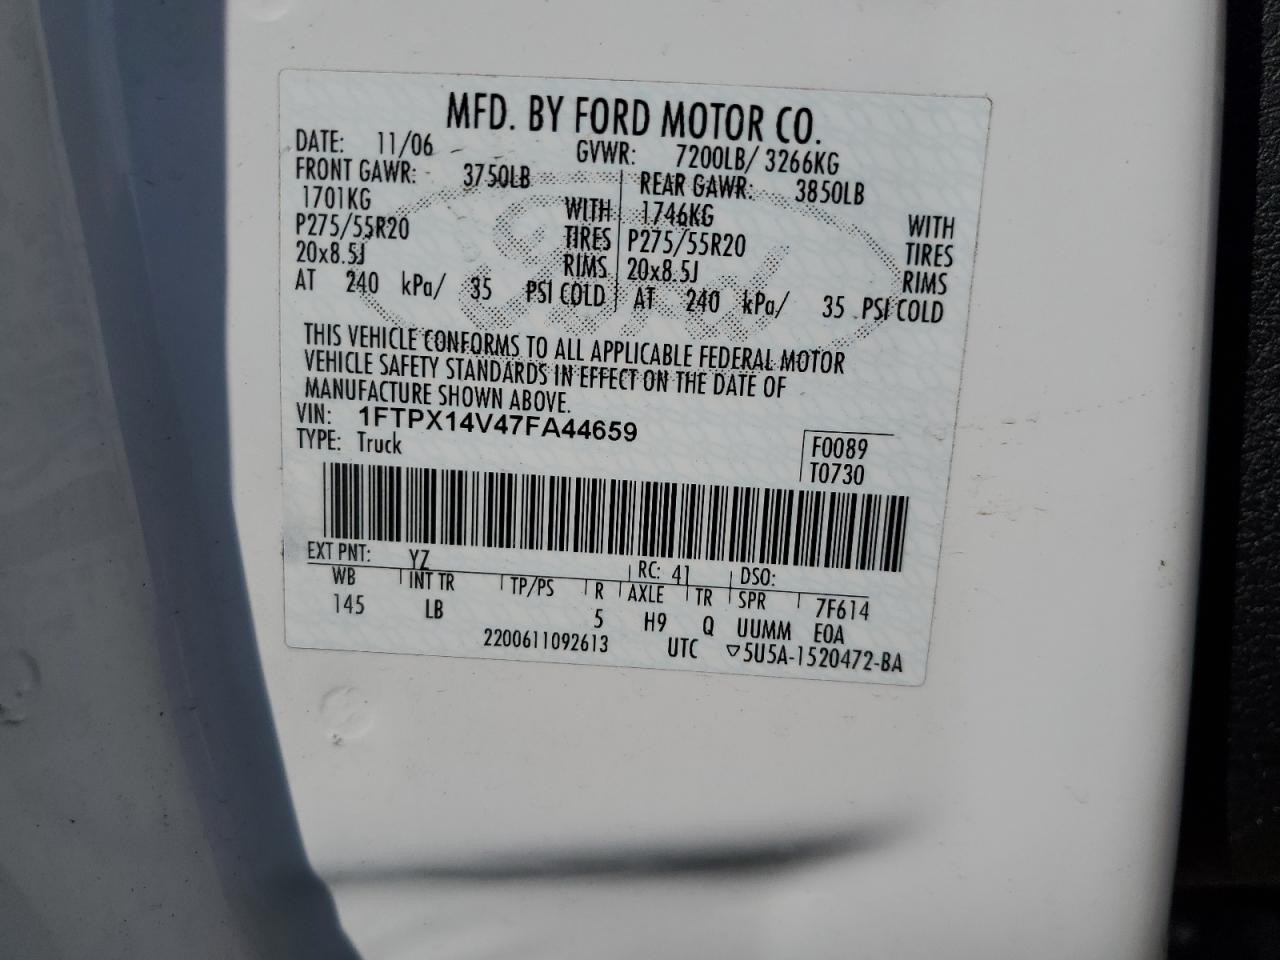 MFD. BY FORD MOTOR CO.
DATE: 11/06 GVWR: 7200LB/ 3266KG
FRONT GAWR: 3750LB REAR GAWR: 3850LB
1701KG WITH 1746KG WITH
P275/55R20 TIRES P275/55R20 TIRES
20x8.5J RIMS 20x8.5J RIMS
AT 240 kPa/ 35 PSI COLD AT 240 kPa/ 35 PSI COLD
THIS VEHICLE CONFORMS TO ALL APPLICABLE FEDERAL MOTOR
VEHICLE SAFETY STANDARDS IN EFFECT ON THE DATE OF
MANUFACTURE SHOWN ABOVE.
VIN: 1FTPX14V47FA44659
TYPE: Truck
F0089
T0730
EXT PNT: YZ RC: 41 DSO:
WB INT TR TP/PS R AXLE TR SPR 7F614
145 LB 5 H9 Q UUMM E0A
2200611092613 UTC ▽5U5A-1520472-BA